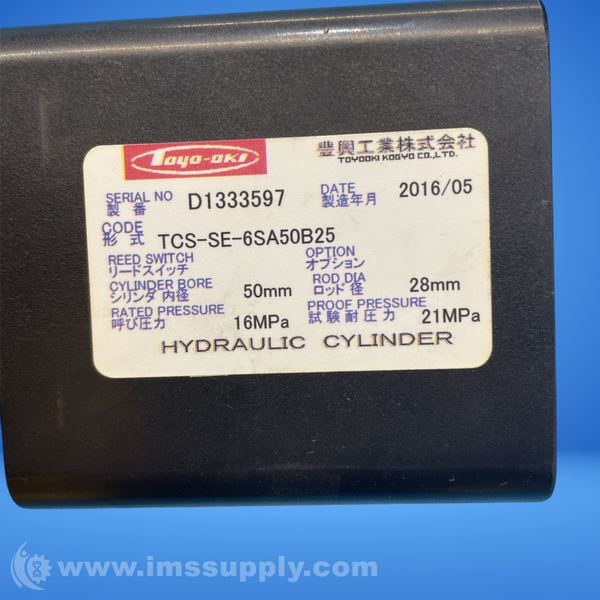 Toyo-oki
豊興工業株式会社
TOYOOKI KOGYO CO.,LTD.
SERIAL NO
製番 D1333597
DATE
製造年月 2016/05
CODE
形式 TCS-SE-6SA50B25
REED SWITCH
リードスイッチ
OPTION
オプション
CYLINDER BORE
シリンダ内径 50mm
ROD DIA
ロッド径 28mm
RATED PRESSURE
呼び圧力 16MPa
PROOF PRESSURE
試験耐圧力 21MPa
HYDRAULIC CYLINDER
www.imssupply.com